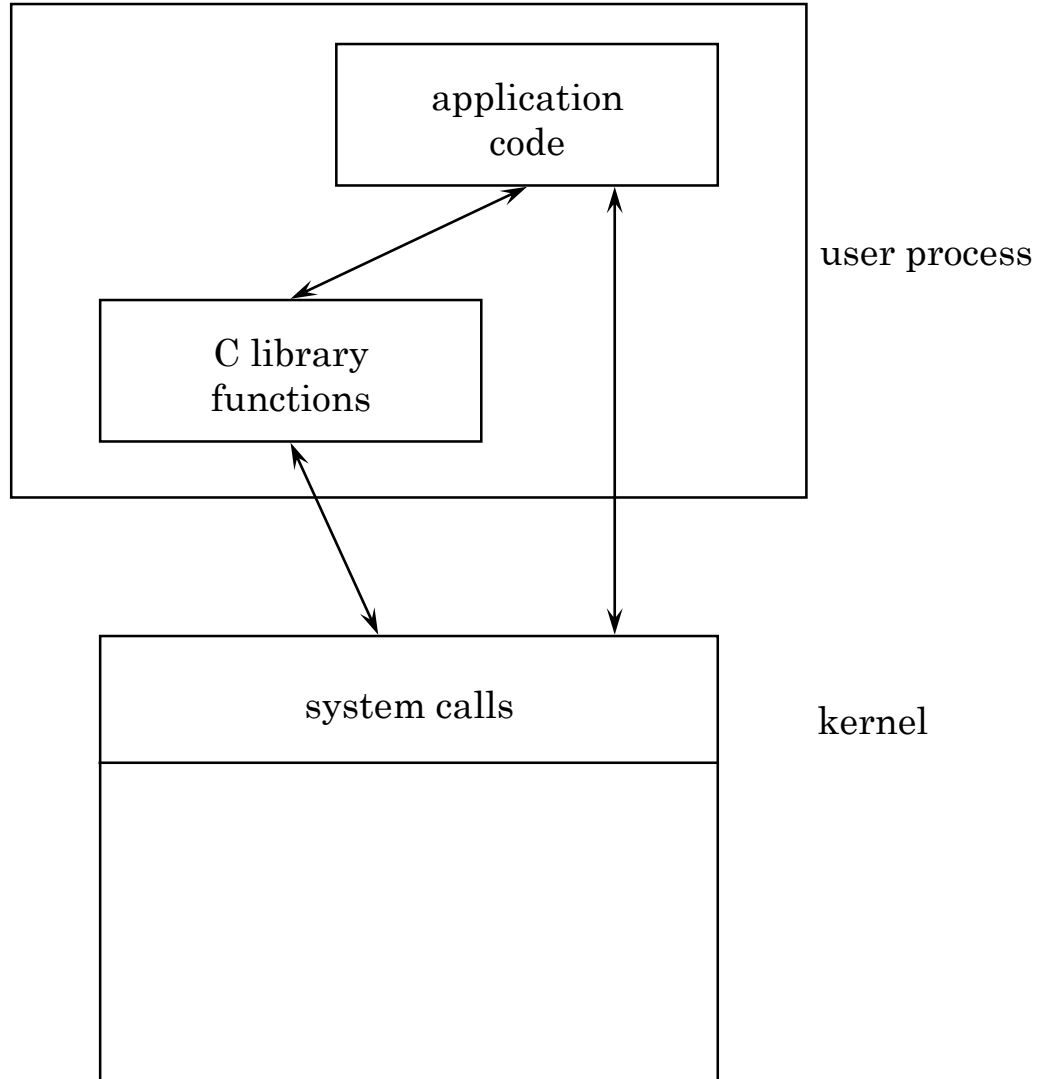 application
code
user process
C library
functions
system calls
kernel